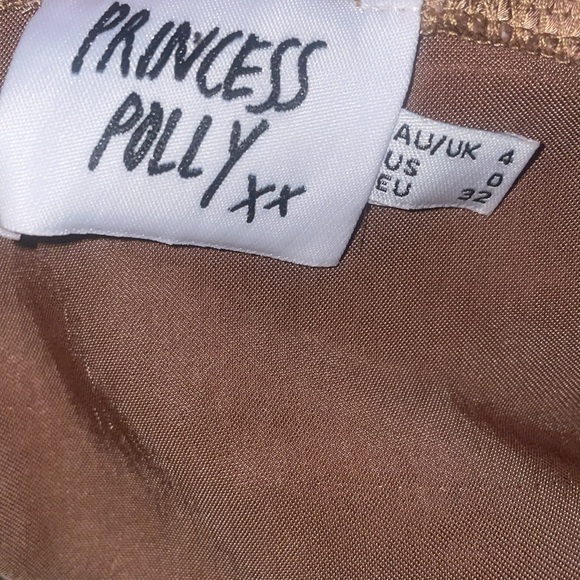 PRINCESS
POLLY
xx
AU/UK 4
US 0
EU 32